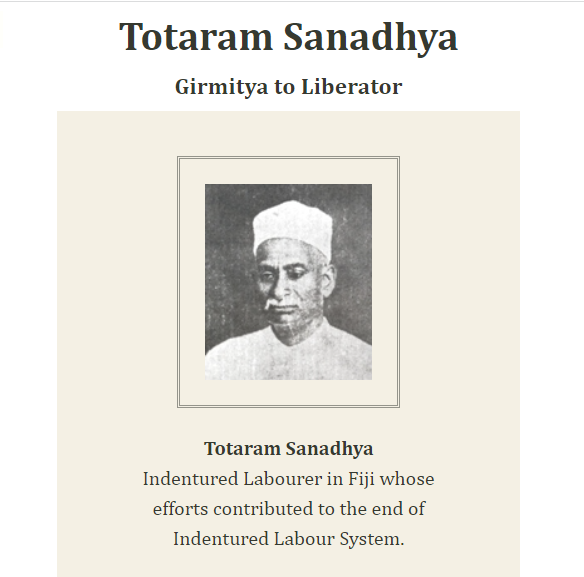 Totaram Sanadhya
Girmitya to Liberator
Totaram Sanadhya
Indentured Labourer in Fiji whose
efforts contributed to the end of
Indentured Labour System.